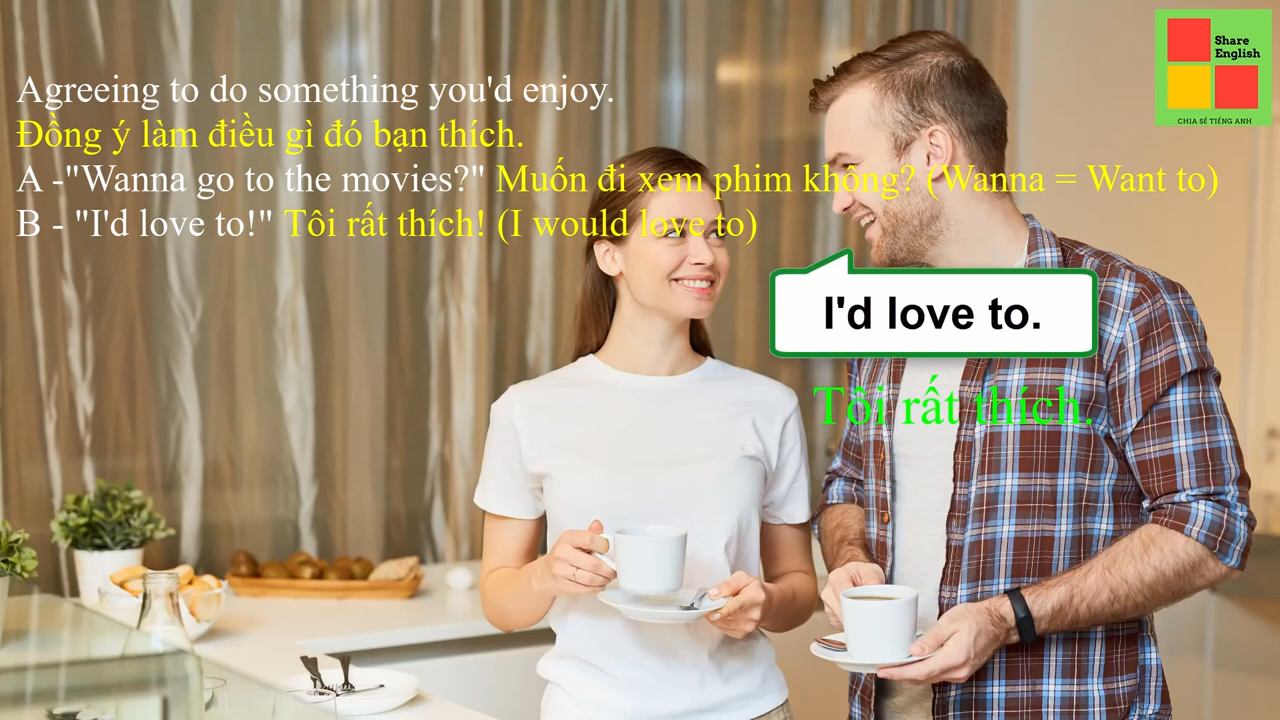 Agreeing to do something you'd enjoy.
Đồng ý làm điều gì đó bạn thích.
A -"Wanna go to the movies?" Muốn đi xem phim không? (Wanna = Want to)
B - "I'd love to!" Tôi rất thích! (I would love to)
I'd love to.
Tôi rất thích.
Share
English
CHIA SẺ TIẾNG ANH